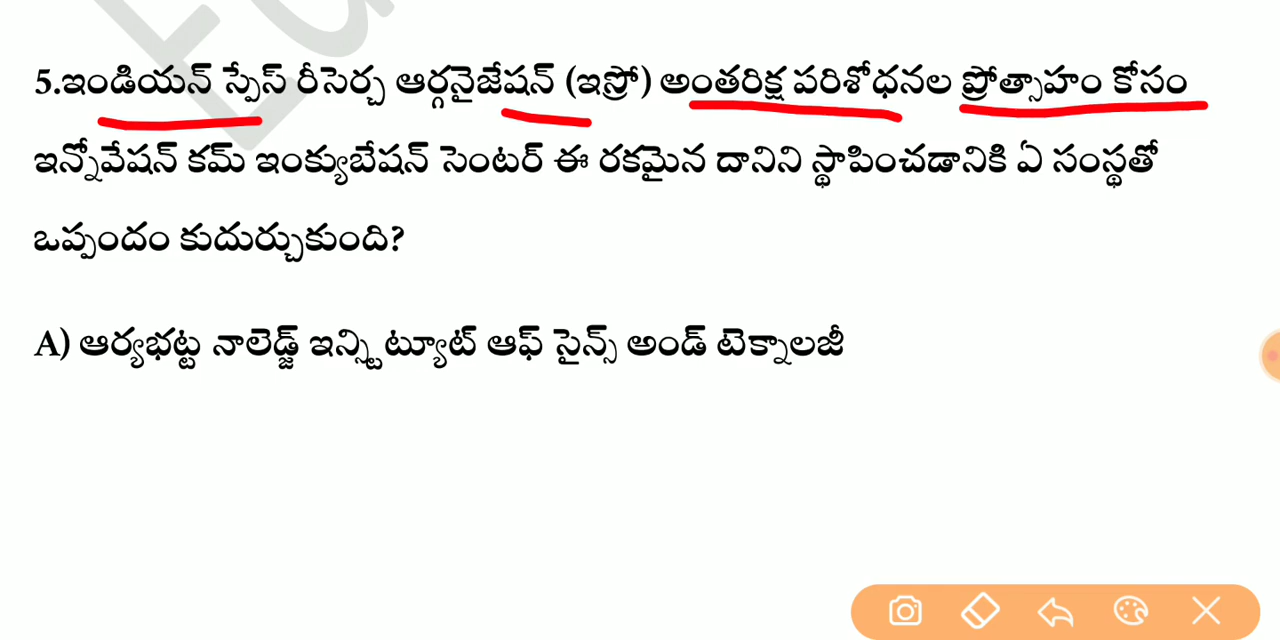 5.ఇండియన్ స్పేస్ రీసెర్చ ఆర్గనైజేషన్ (ఇస్రో) అంతరిక్ష పరిశోధనల ప్రోత్సాహం కోసం
ఇన్నోవేషన్ కమ్ ఇంక్యుబేషన్ సెంటర్ ఈ రకమైన దానిని స్థాపించడానికి ఏ సంస్థతో
ఒప్పందం కుదుర్చుకుంది?
A) ఆర్యభట్ట నాలెడ్జ్ ఇన్స్టిట్యూట్ ఆఫ్ సైన్స్ అండ్ టెక్నాలజీ